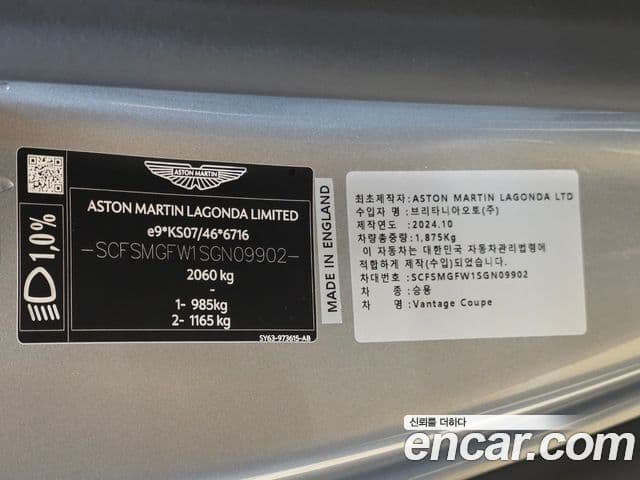 ASTON MARTIN
ASTON MARTIN LAGONDA LIMITED
e9*KS07/46*6716
-SCFSMGFW1SGN09902-
2060 kg
-
1- 985kg
2- 1165 kg
SY63-973615-AB
1,0%
MADE IN ENGLAND
최초제작자: ASTON MARTIN LAGONDA LTD
수입자 명: 브리타니아오토(주)
제작연도 : 2024.10
차량총중량: 1,875Kg
이 자동차는 대한민국 자동차관리법령에
적합하게 제작(수입)되었습니다.
차대번호: SCFSMGFW1SGN09902
차 종: 승용
차 명: Vantage Coupe
신뢰를 더하다
encar.com